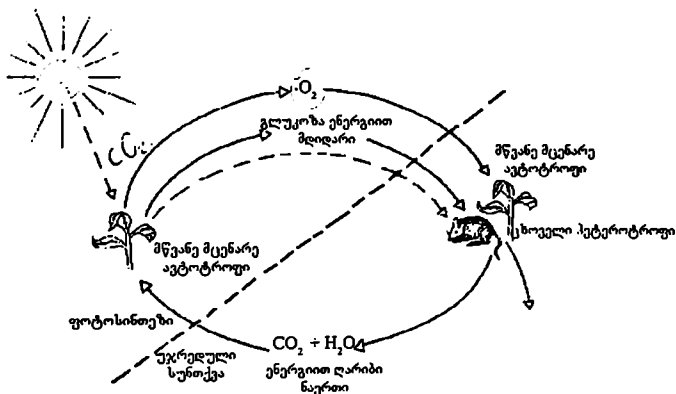 O₂
CO₂
გლუკოზა ენერგიით
მდიდარი
მწვანე მცენარე
ავტოტროფი
ცხოველი ჰეტეროტროფი
მწვანე მცენარე
ავტოტროფი
ფოტოსინთეზი
უჯრედული
სუნთქვა
CO₂ + H₂O
ენერგიით ღარიბი
ნაერთი